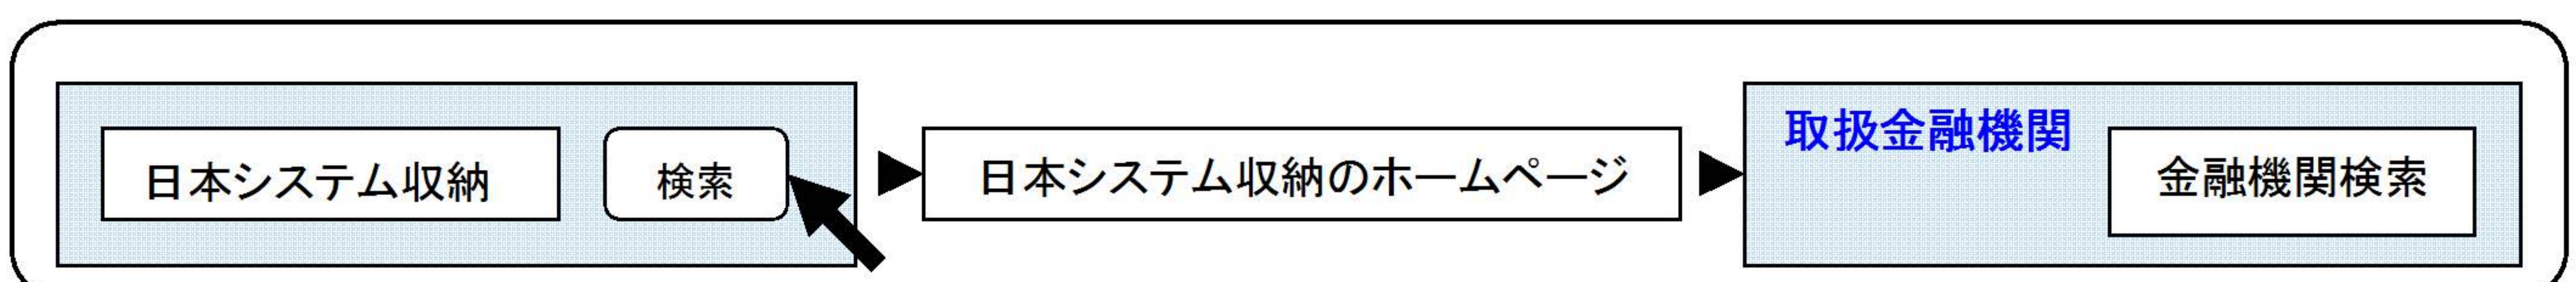 日本システム収納
検索
日本システム収納のホームページ
取扱金融機関
金融機関検索